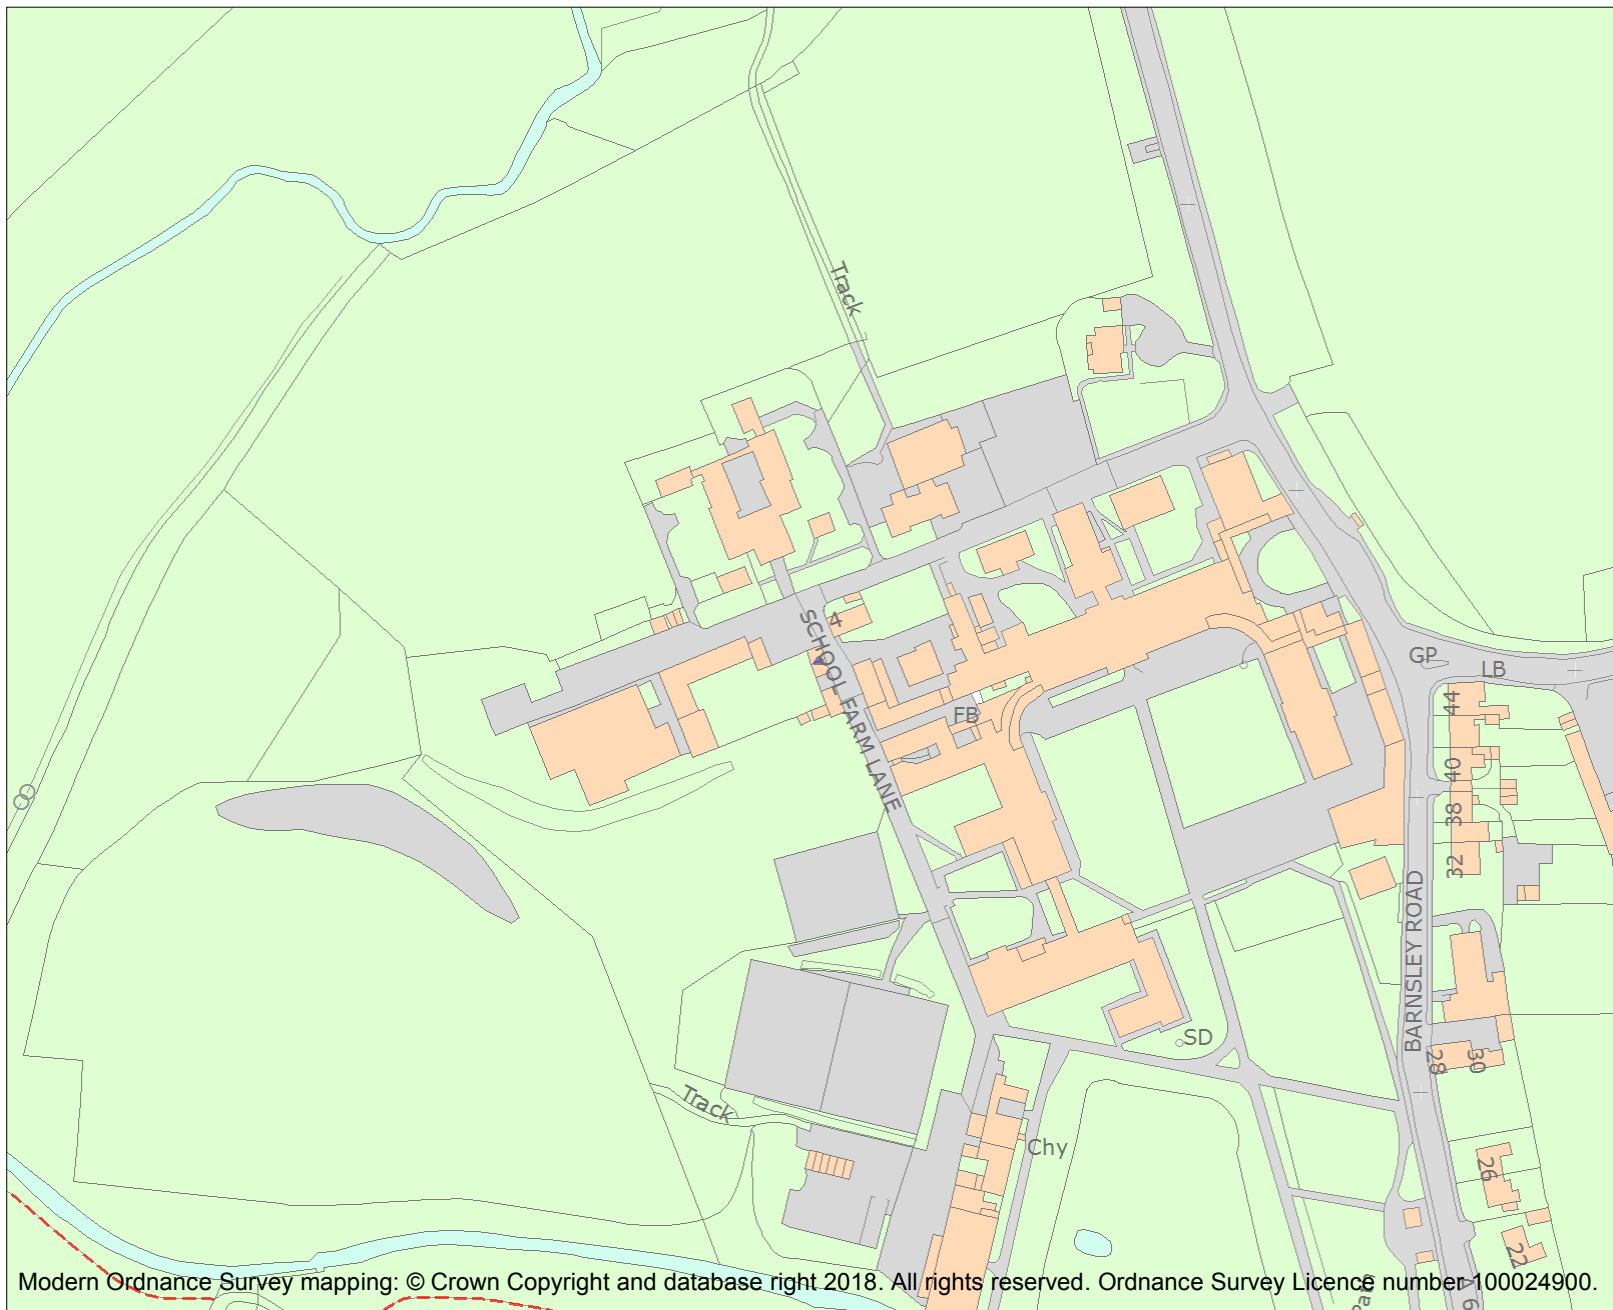 Track
4
SCHOOL FARM LANE
GP
LB
44
FB
40
38
32
BARNSLEY ROAD
SD
28
30
Track
Chy
26
22
Modern Ordnance Survey mapping: © Crown Copyright and database right 2018. All rights reserved. Ordnance Survey Licence number 100024900.